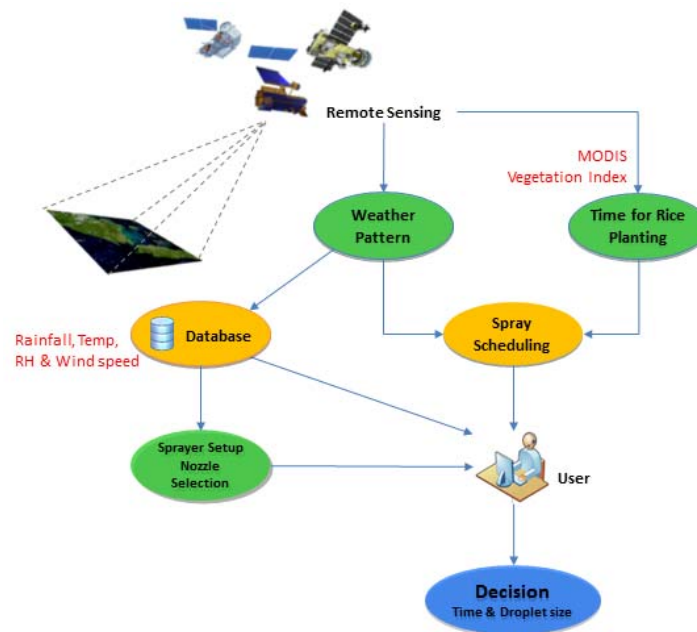 Remote Sensing
MODIS
Vegetation Index
Weather
Pattern
Time for Rice
Planting
Rainfall, Temp,
RH & Wind speed
Database
Spray
Scheduling
Sprayer Setup
Nozzle
Selection
User
Decision
Time & Droplet size